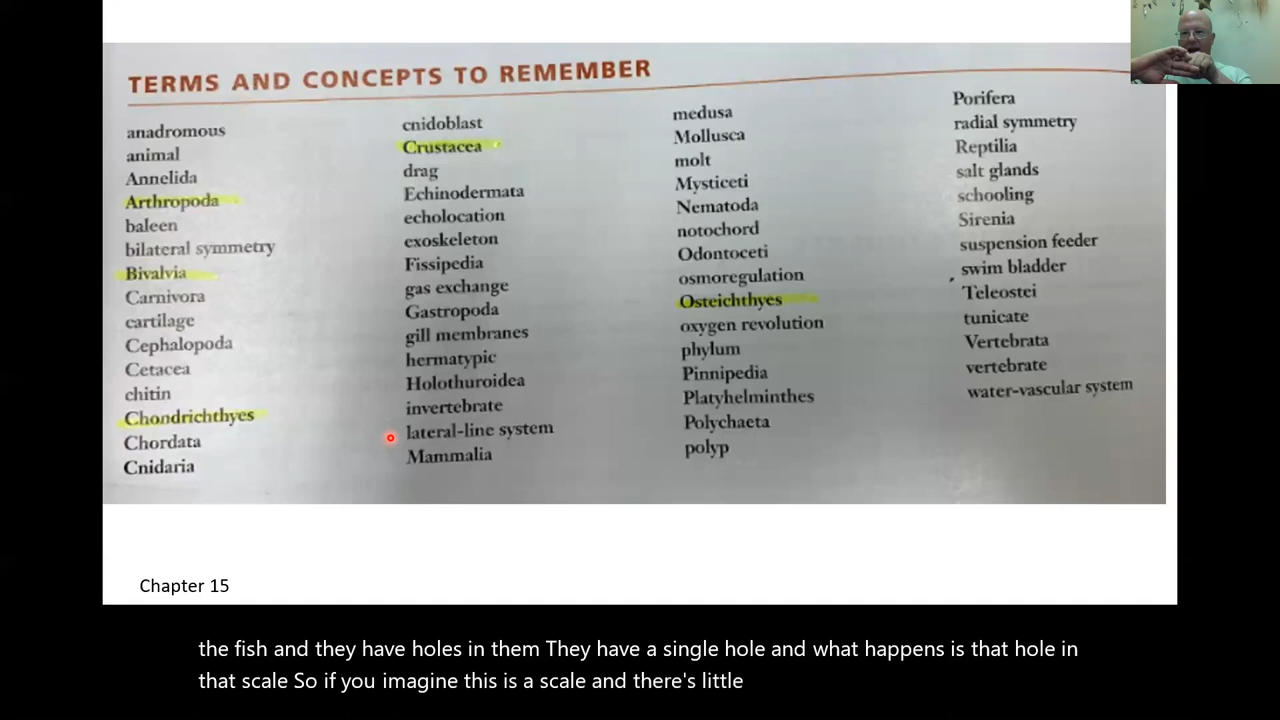 TERMS AND CONCEPTS TO REMEMBER
anadromous
animal
Annelida
Arthropoda
baleen
bilateral symmetry
Bivalvia
Carnivora
cartilage
Cephalopoda
Cetacea
chitin
Chondrichthyes
Chordata
Cnidaria
cnidoblast
Crustacea
drag
Echinodermata
echolocation
exoskeleton
Fissipedia
gas exchange
Gastropoda
gill membranes
hermatypic
Holothuroidea
invertebrate
lateral-line system
Mammalia
medusa
Mollusca
molt
Mysticeti
Nematoda
notochord
Odontoceti
osmoregulation
Osteichthyes
oxygen revolution
phylum
Pinnipedia
Platyhelminthes
Polychaeta
polyp
Porifera
radial symmetry
Reptilia
salt glands
schooling
Sirenia
suspension feeder
swim bladder
Teleostei
tunicate
Vertebrata
vertebrate
water-vascular system
Chapter 15
the fish and they have holes in them They have a single hole and what happens is that hole in
that scale So if you imagine this is a scale and there's little